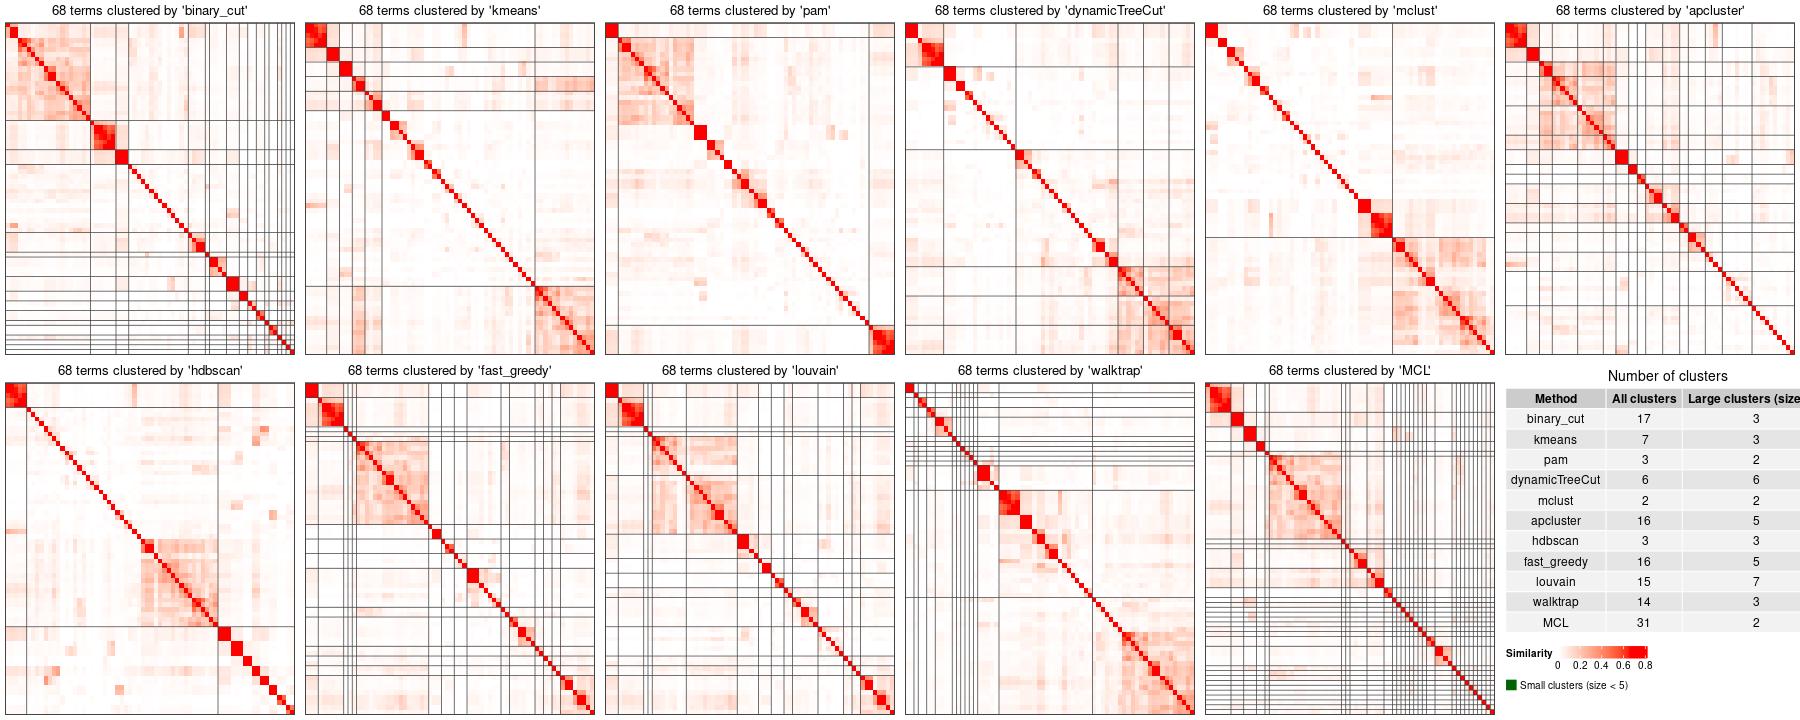 68 terms clustered by 'binary_cut'
68 terms clustered by 'kmeans'
68 terms clustered by 'pam'
68 terms clustered by 'dynamicTreeCut'
68 terms clustered by 'mclust'
68 terms clustered by 'apcluster'
68 terms clustered by 'hdbscan'
68 terms clustered by 'fast_greedy'
68 terms clustered by 'louvain'
68 terms clustered by 'walktrap'
68 terms clustered by 'MCL'
Number of clusters
Method All clusters Large clusters (size
binary_cut 17 3
kmeans 7 3
pam 3 2
dynamicTreeCut 6 6
mclust 2 2
apcluster 16 5
hdbscan 3 3
fast_greedy 16 5
louvain 15 7
walktrap 14 3
MCL 31 2
Similarity
0 0.2 0.4 0.6 0.8
Small clusters (size < 5)